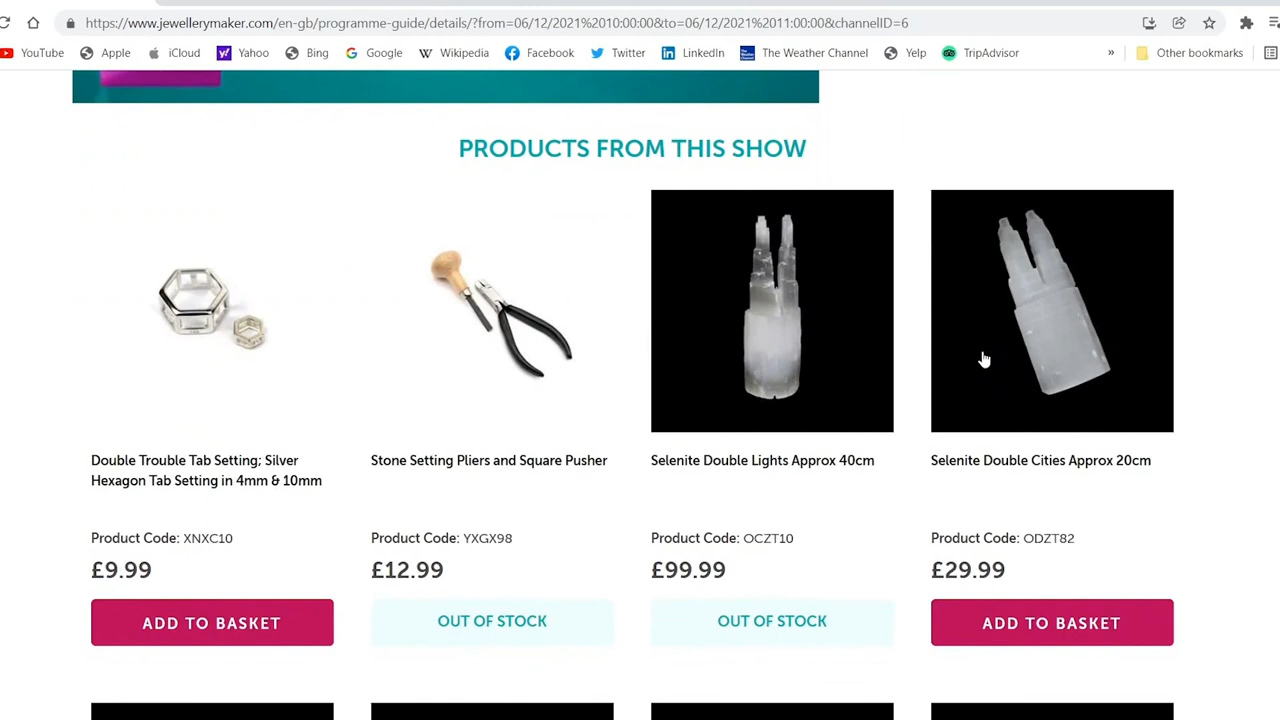 https://www.jewellerymaker.com/en-gb/programme-guide/details/?from=06/12/2021%2010:00:00&to=06/12/2021%2011:00:00&channelID=6
YouTube Apple iCloud Yahoo Bing Google Wikipedia Facebook Twitter LinkedIn The Weather Channel Yelp TripAdvisor » Other bookmarks
PRODUCTS FROM THIS SHOW
Double Trouble Tab Setting; Silver
Hexagon Tab Setting in 4mm & 10mm
Product Code: XNXC10
£9.99
ADD TO BASKET
Stone Setting Pliers and Square Pusher
Product Code: YXGX98
£12.99
OUT OF STOCK
Selenite Double Lights Approx 40cm
Product Code: OCZT10
£99.99
OUT OF STOCK
Selenite Double Cities Approx 20cm
Product Code: ODZT82
£29.99
ADD TO BASKET